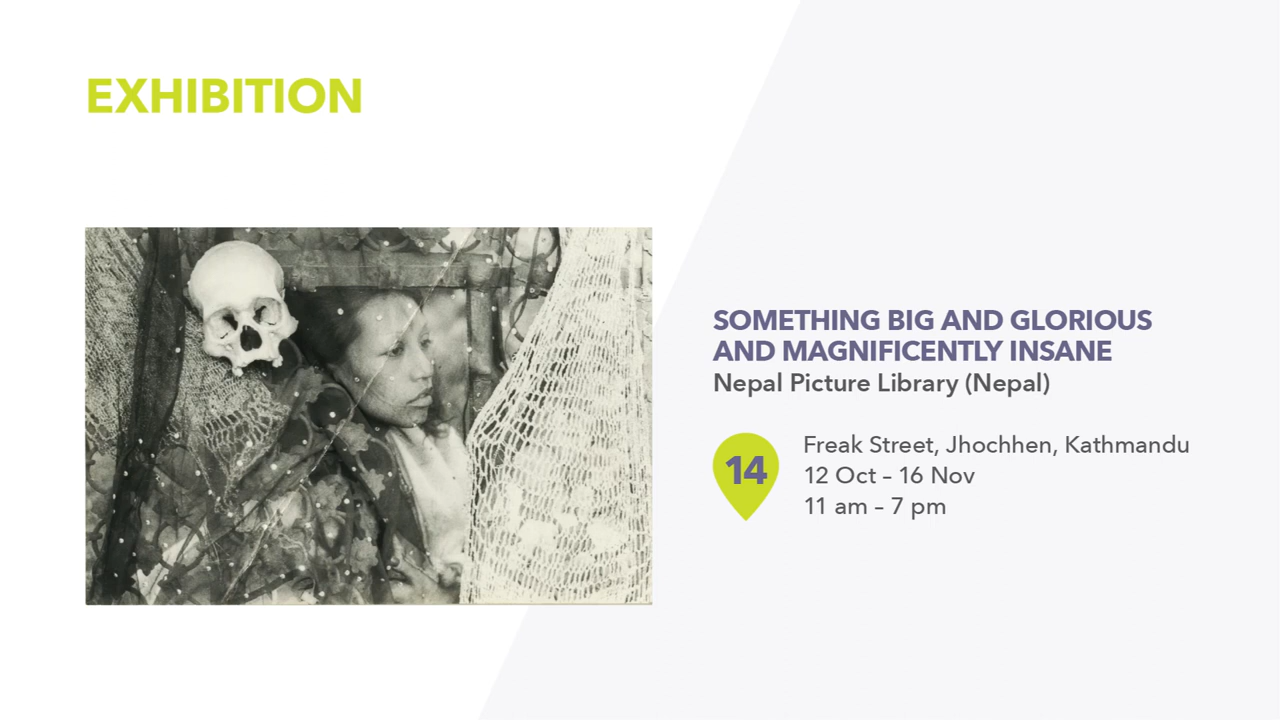 EXHIBITION
SOMETHING BIG AND GLORIOUS
AND MAGNIFICENTLY INSANE
Nepal Picture Library (Nepal)
14
Freak Street, Jhochhen, Kathmandu
12 Oct – 16 Nov
11 am – 7 pm